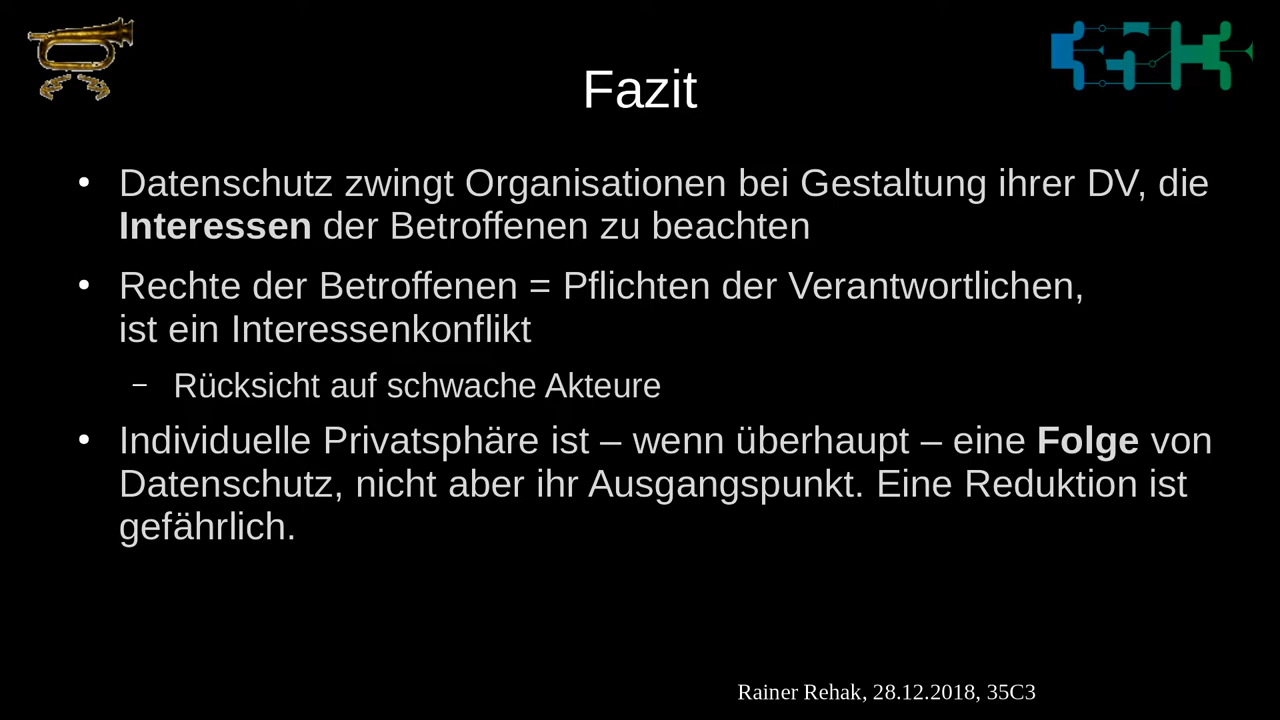 Fazit
Datenschutz zwingt Organisationen bei Gestaltung ihrer DV, die
Interessen der Betroffenen zu beachten
Rechte der Betroffenen = Pflichten der Verantwortlichen,
ist ein Interessenkonflikt
– Rücksicht auf schwache Akteure
Individuelle Privatsphäre ist – wenn überhaupt – eine Folge von
Datenschutz, nicht aber ihr Ausgangspunkt. Eine Reduktion ist
gefährlich.
Rainer Rehak, 28.12.2018, 35C3